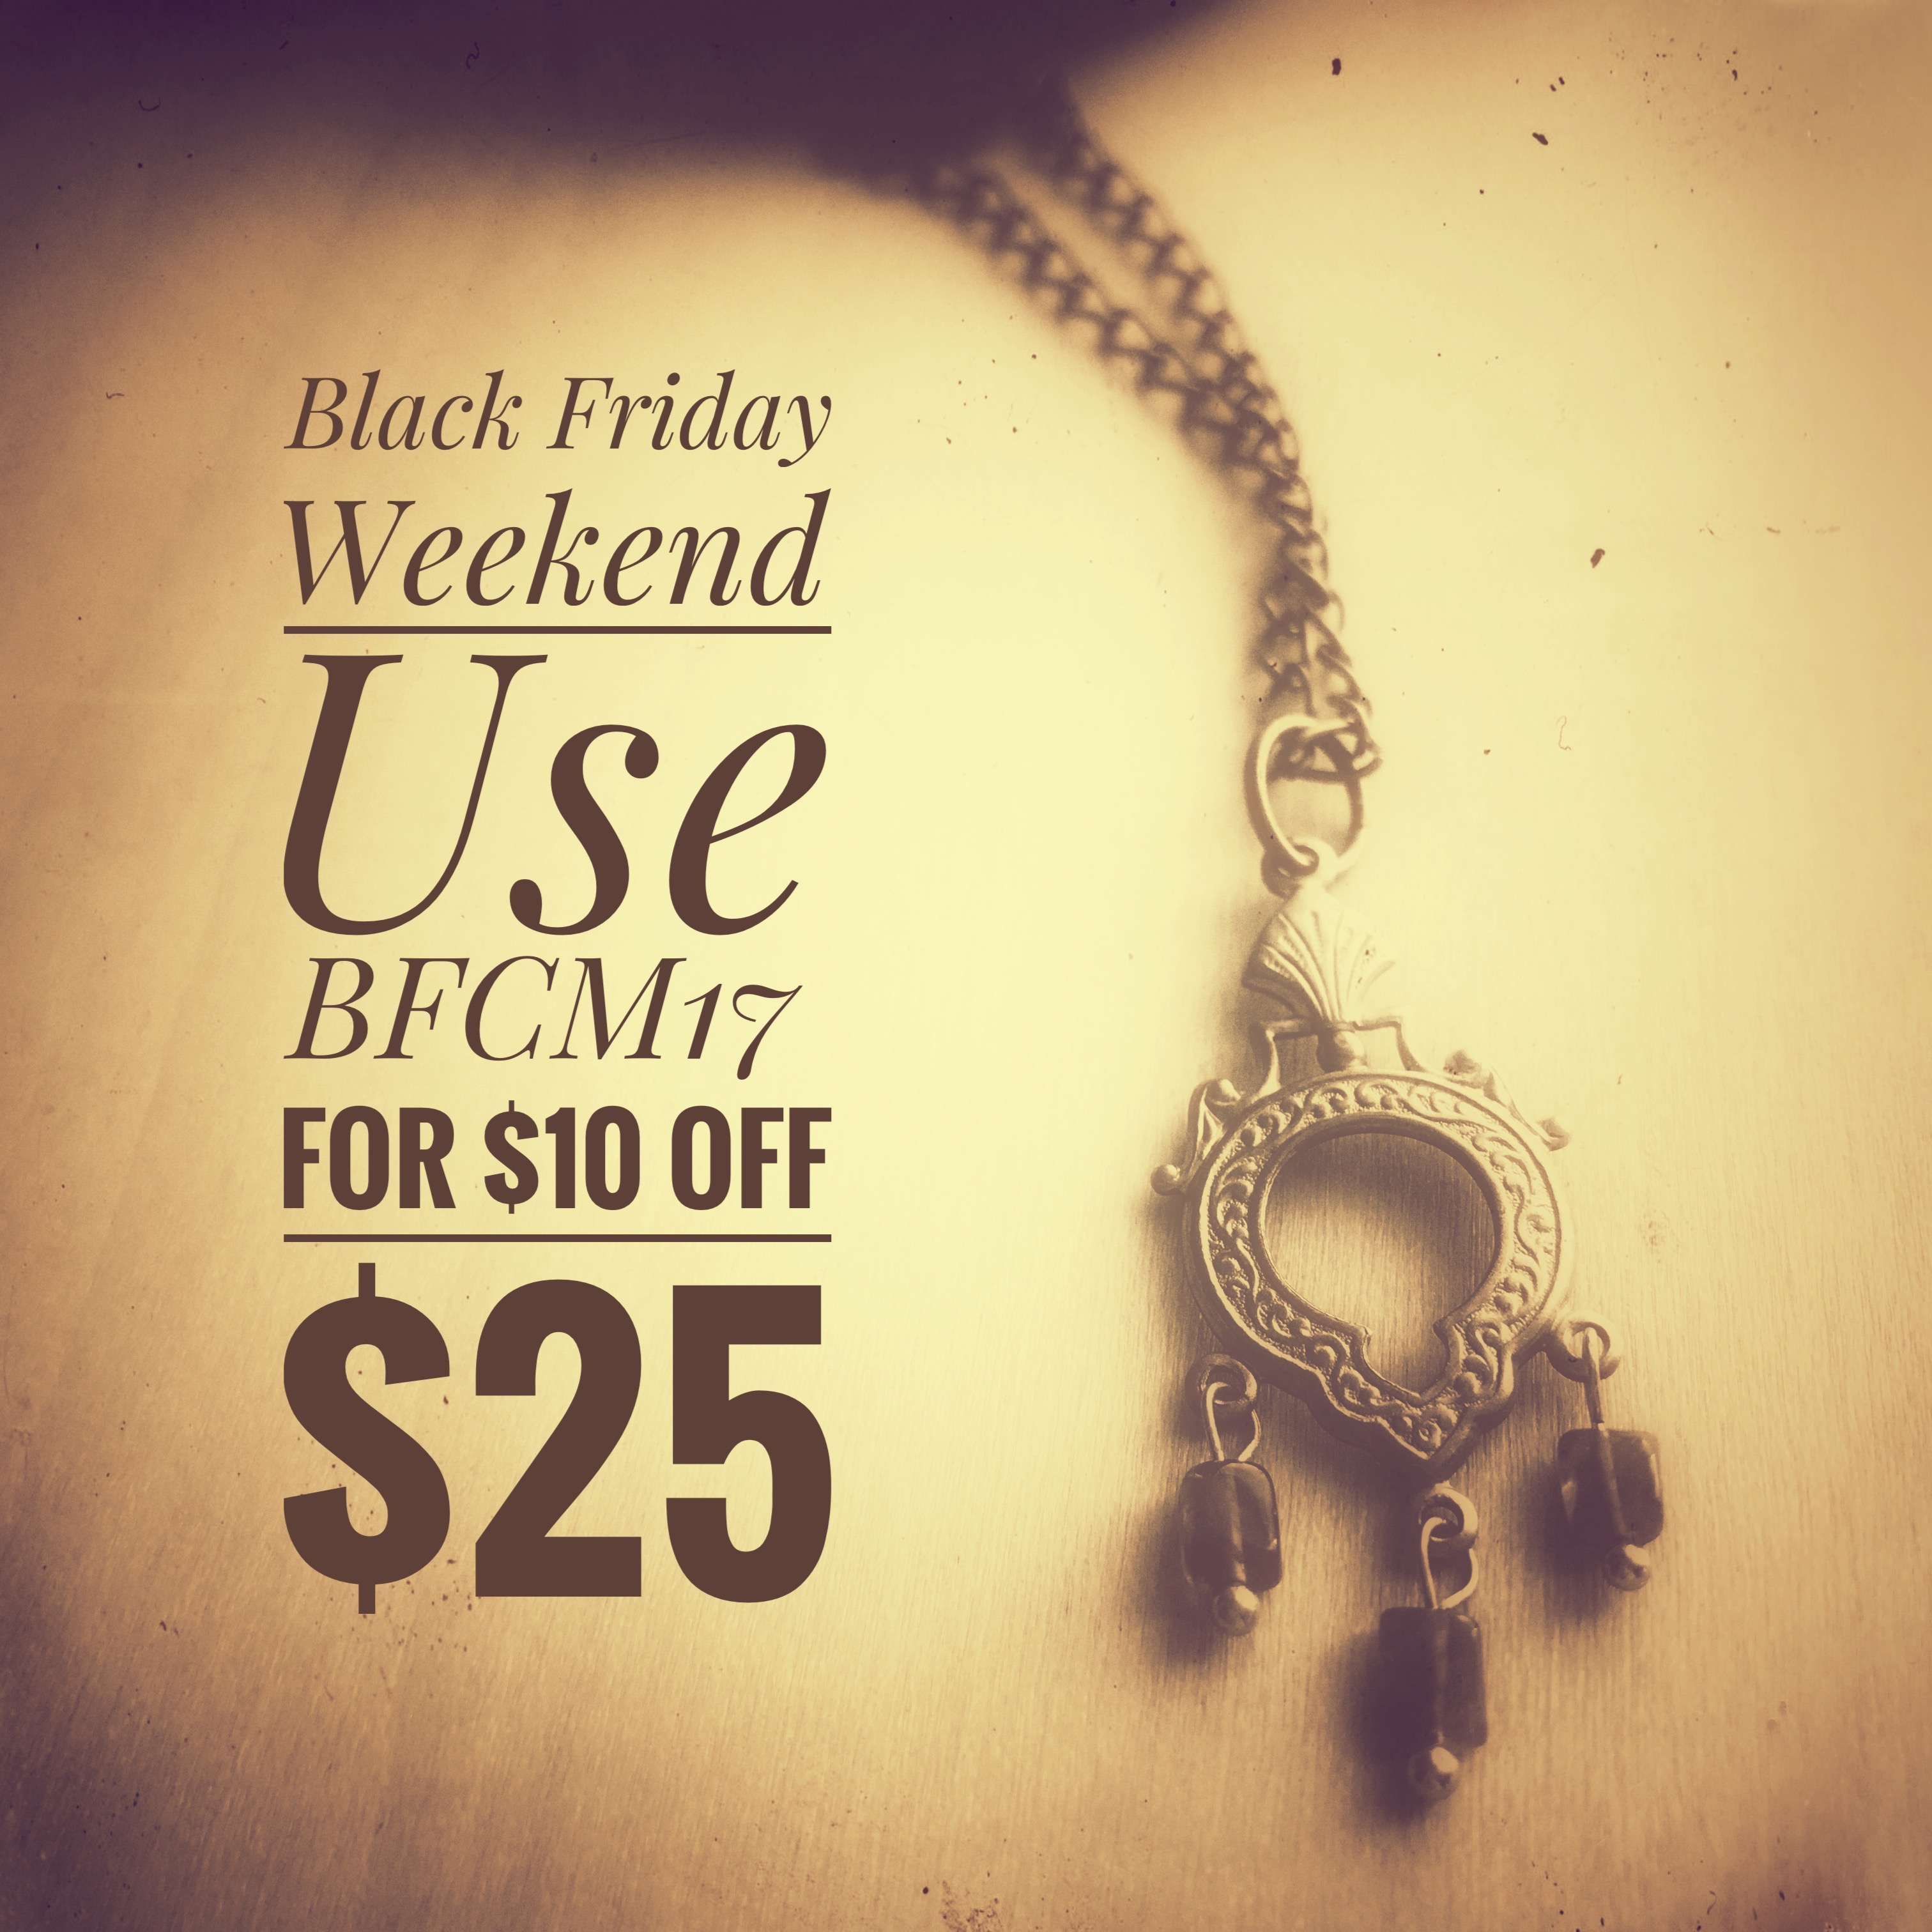 Black Friday
Weekend
Use
BFCM17
FOR $10 OFF
$25